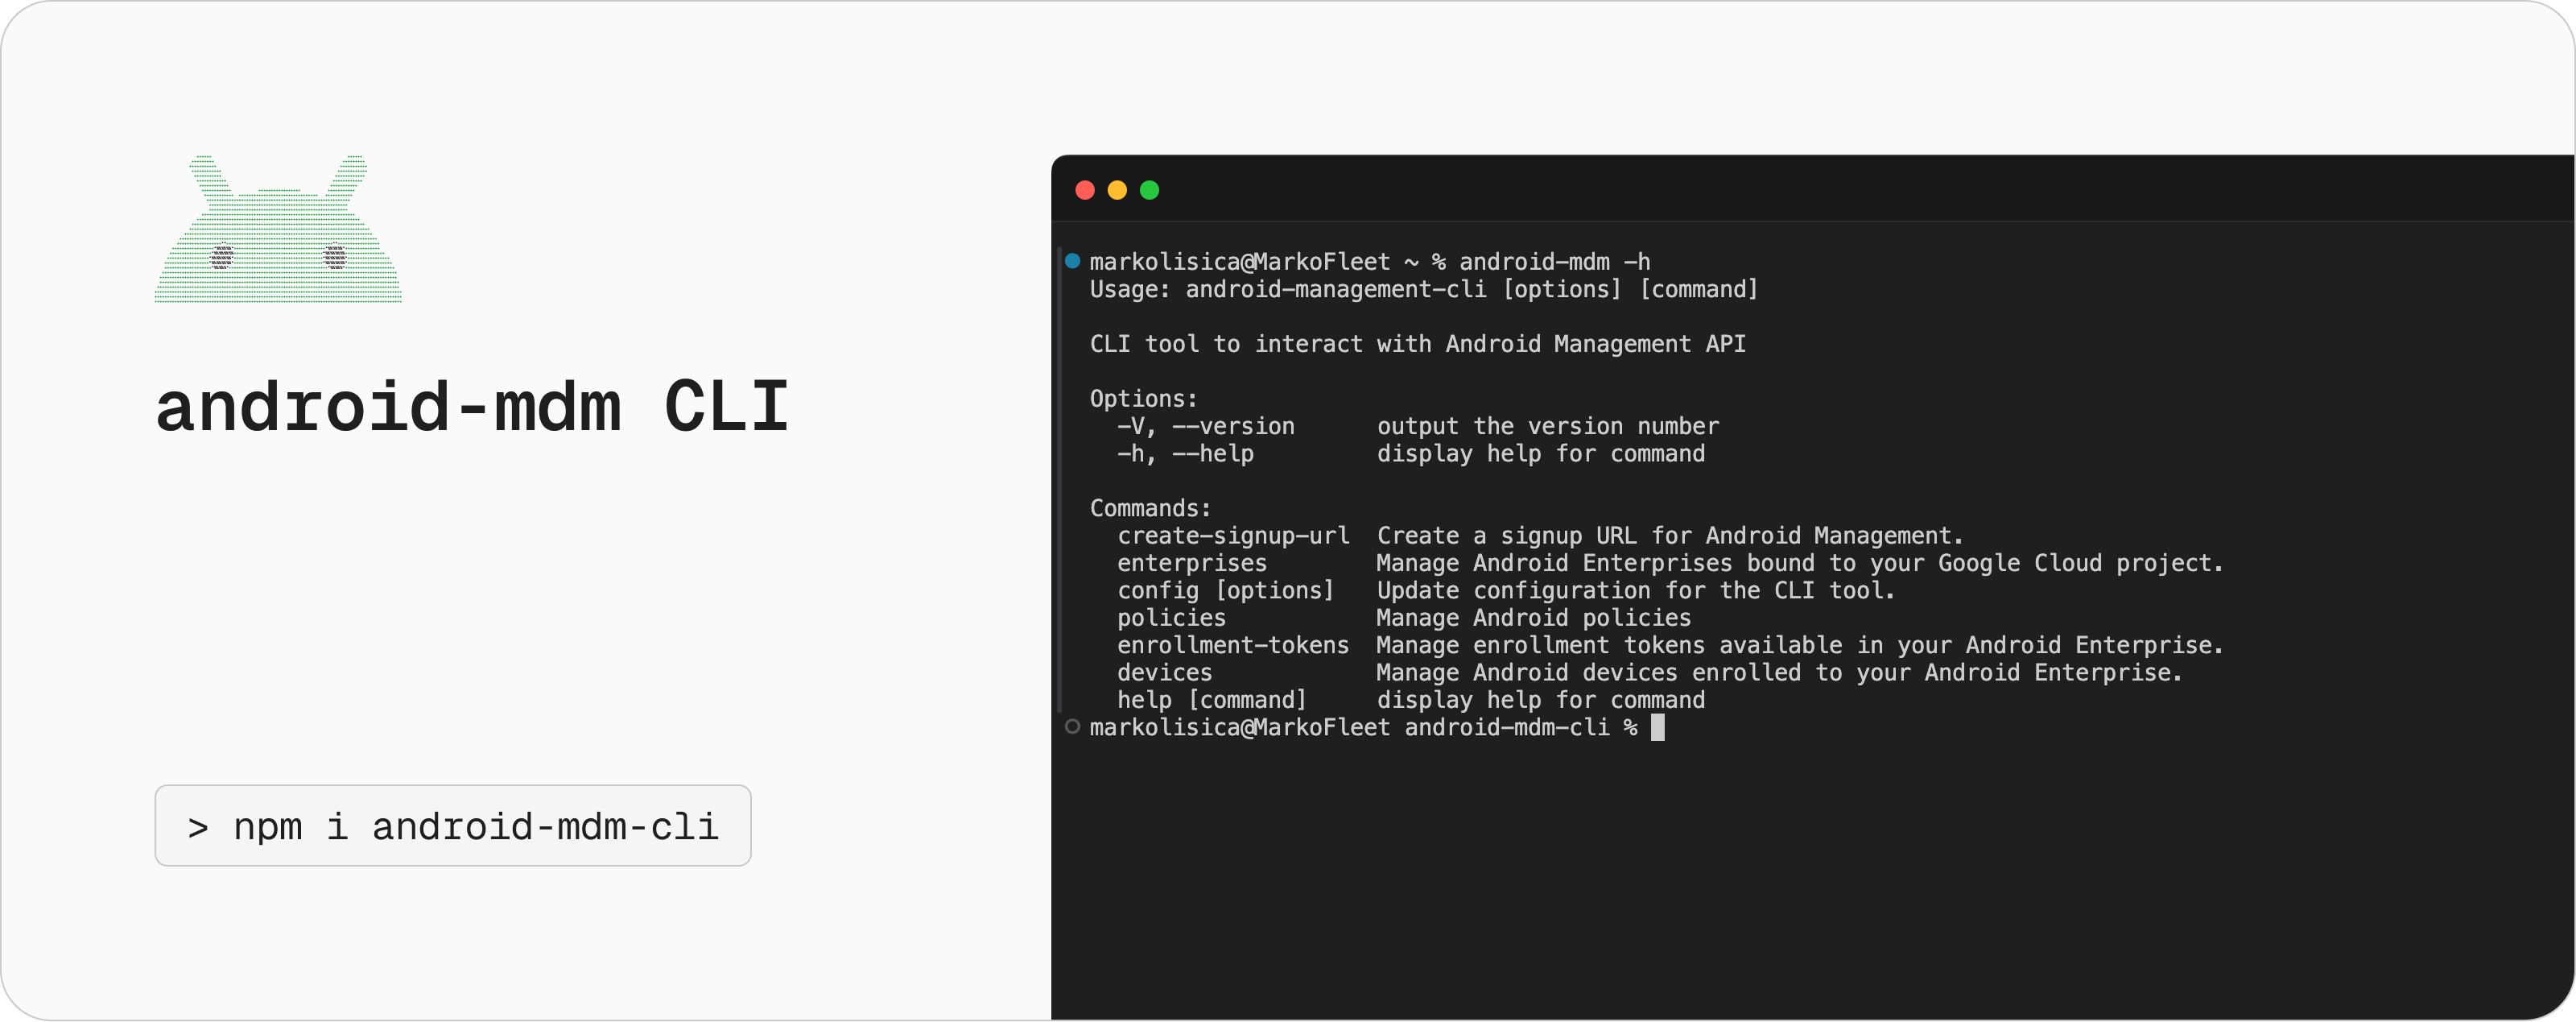 android-mdm CLI
> npm i android-mdm-cli
markolisica@MarkoFleet ~ % android-mdm -h
Usage: android-management-cli [options] [command]
CLI tool to interact with Android Management API
Options:
  -V, --version      output the version number
  -h, --help         display help for command
Commands:
  create-signup-url  Create a signup URL for Android Management.
  enterprises        Manage Android Enterprises bound to your Google Cloud project.
  config [options]   Update configuration for the CLI tool.
  policies           Manage Android policies
  enrollment-tokens  Manage enrollment tokens available in your Android Enterprise.
  devices            Manage Android devices enrolled to your Android Enterprise.
  help [command]     display help for command
markolisica@MarkoFleet android-mdm-cli %